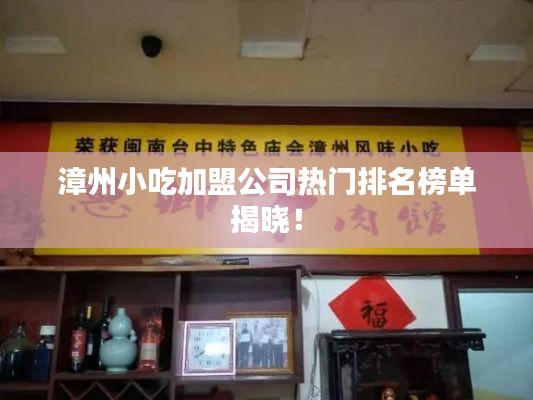 荣获闽南台中特色庙会漳州风味小吃
漳州小吃加盟公司热门排名榜单
揭晓！
福